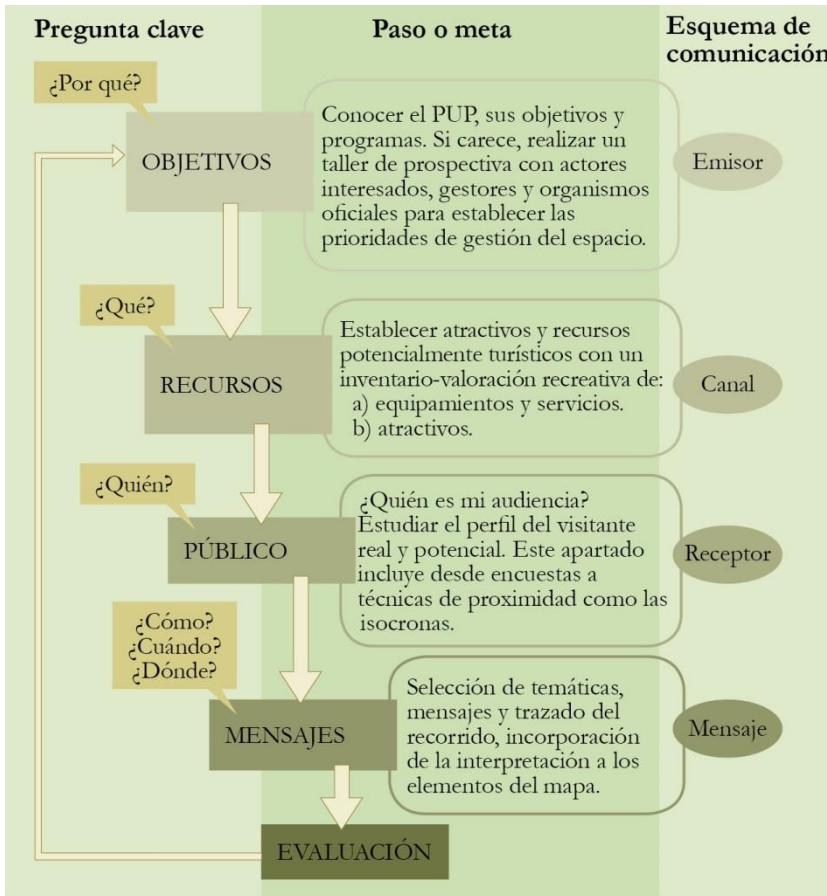 Pregunta clave
Paso o meta
Esquema de
comunicación
¿Por qué?
OBJETIVOS
Conocer el PUP, sus objetivos y
programas. Si carece, realizar un
taller de prospectiva con actores
interesados, gestores y organismos
oficiales para establecer las
prioridades de gestión del espacio.
Emisor
¿Qué?
RECURSOS
Establecer atractivos y recursos
potencialmente turísticos con un
inventario-valoración recreativa de:
a) equipamientos y servicios.
b) atractivos.
Canal
¿Quién?
PÚBLICO
¿Quién es mi audiencia?
Estudiar el perfil del visitante
real y potencial. Este apartado
incluye desde encuestas a
técnicas de proximidad como las
isocronas.
Receptor
¿Cómo?
¿Cuándo?
¿Dónde?
MENSAJES
Selección de temáticas,
mensajes y trazado del
recorrido, incorporación
de la interpretación a los
elementos del mapa.
Mensaje
EVALUACIÓN